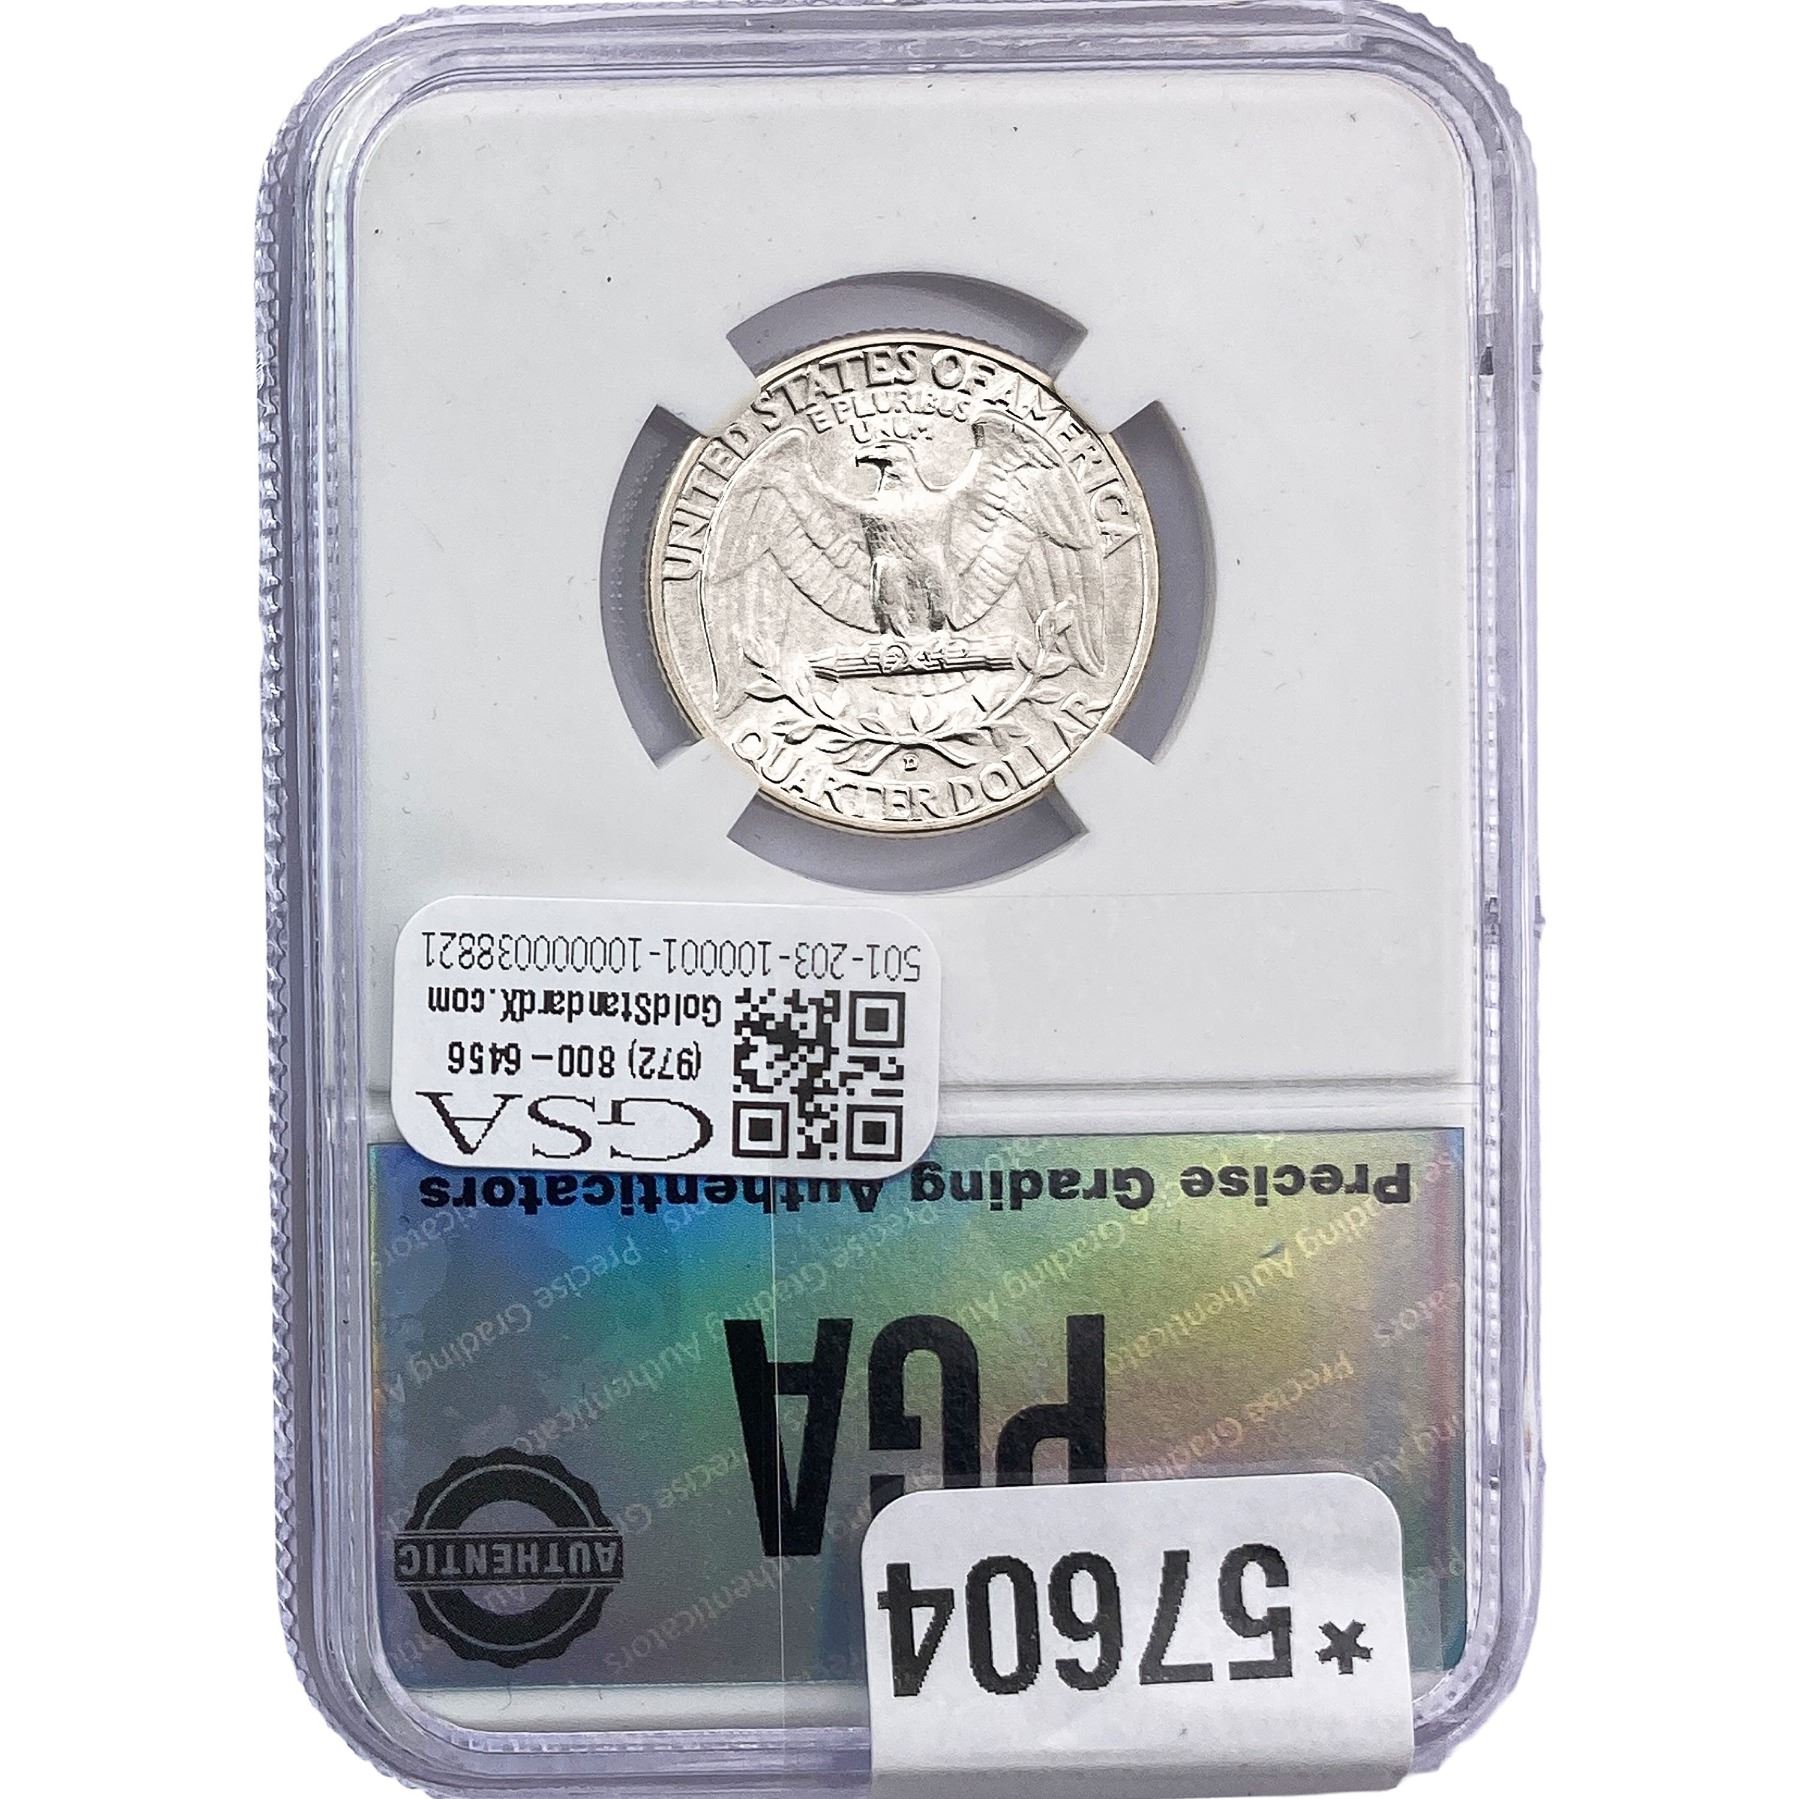 UNITED STATES OF AMERICA
E PLURIBUS
UNUM
D
QUARTER DOLLAR
501-203-100001-100000038821
GoldStandardX.com
(972) 800-6456
GSA
Precise Grading Authenticators
PGA
AUTHENTIC
*57604